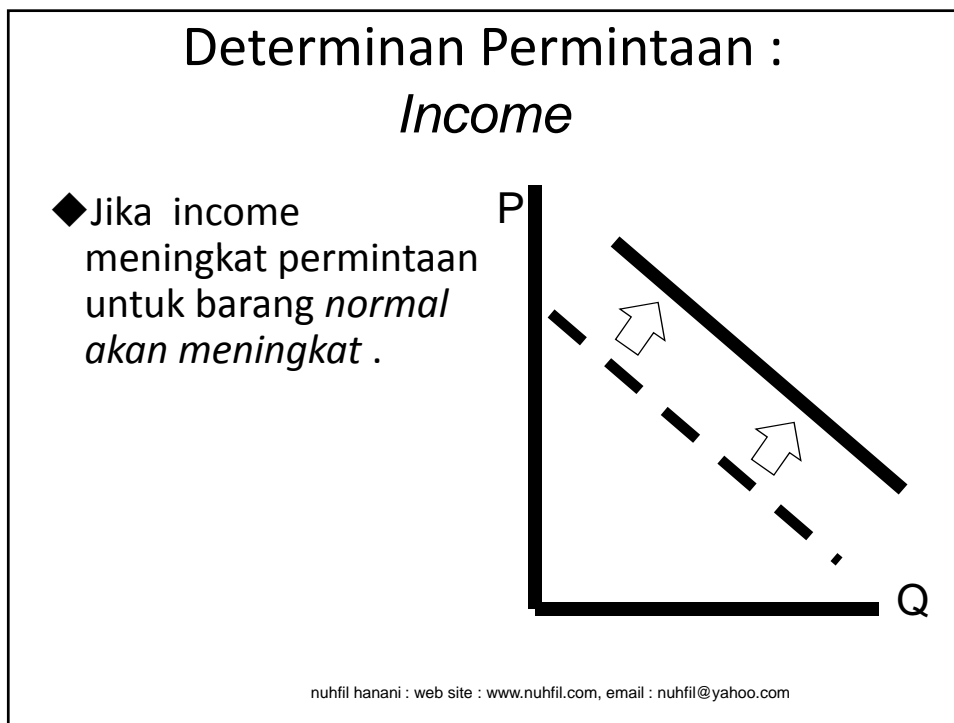 Determinan Permintaan :
Income
◆Jika income
meningkat permintaan
untuk barang normal
akan meningkat .
P
Q
nuhfil hanani : web site : www.nuhfil.com, email : nuhfil@yahoo.com